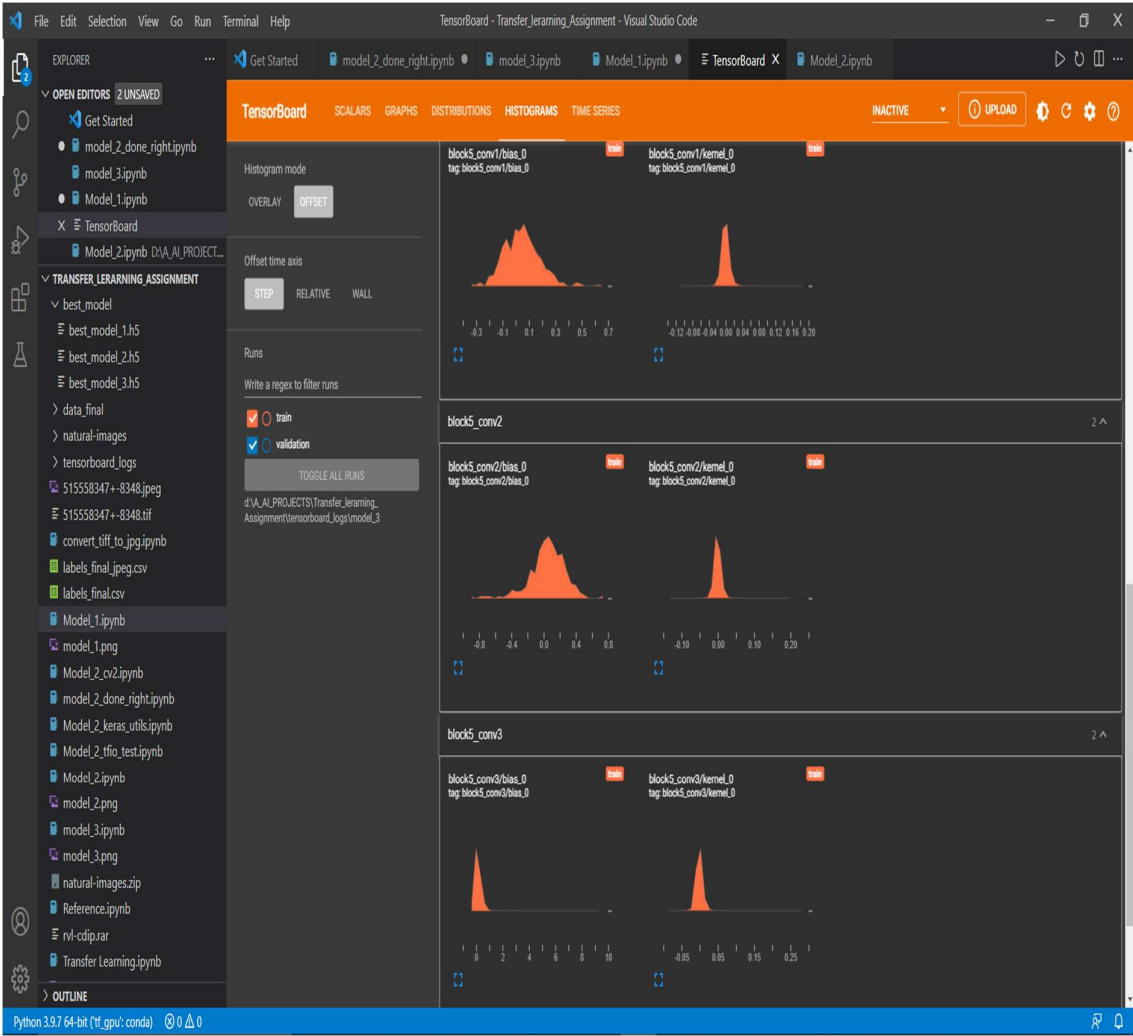 File Edit Selection View Go Run Terminal Help TensorBoard - Transfer_lerarning_Assignment - Visual Studio Code
EXPLORER
OPEN EDITORS 2 UNSAVED
Get Started
model_2_done_right.ipynb
model_3.ipynb
Model_1.ipynb
X TensorBoard
Model_2.ipynb D:\A_AI_PROJECT...
TRANSFER_LERARNING_ASSIGNMENT
best_model
best_model_1.h5
best_model_2.h5
best_model_3.h5
data_final
natural-images
tensorboard_logs
515558347+-8348.jpeg
515558347+-8348.tif
convert_tiff_to_jpg.ipynb
labels_final_jpeg.csv
labels_final.csv
Model_1.ipynb
model_1.png
Model_2_cv2.ipynb
model_2_done_right.ipynb
Model_2_keras_utils.ipynb
Model_2_tfio_test.ipynb
Model_2.ipynb
model_2.png
model_3.ipynb
model_3.png
natural-images.zip
Reference.ipynb
rvl-cdip.rar
Transfer Learning.ipynb
OUTLINE
2
Get Started model_2_done_right.ipynb model_3.ipynb Model_1.ipynb TensorBoard X Model_2.ipynb
TensorBoard SCALARS GRAPHS DISTRIBUTIONS HISTOGRAMS TIME SERIES INACTIVE UPLOAD
Histogram mode
OVERLAY OFFSET
Offset time axis
STEP RELATIVE WALL
Runs
Write a regex to filter runs
train
validation
TOGGLE ALL RUNS
d:\A_AI_PROJECTS\Transfer_lerarning_
Assignment\tensorboard_logs\model_3
block5_conv1/bias_0 train
tag: block5_conv1/bias_0
-0.3 -0.1 0.1 0.3 0.5 0.7
block5_conv1/kernel_0 train
tag: block5_conv1/kernel_0
-0.12 -0.08 -0.04 0.00 0.04 0.08 0.12 0.16 0.20
block5_conv2 2
block5_conv2/bias_0 train
tag: block5_conv2/bias_0
-0.8 -0.4 0.0 0.4 0.8
block5_conv2/kernel_0 train
tag: block5_conv2/kernel_0
-0.10 0.00 0.10 0.20
block5_conv3 2
block5_conv3/bias_0 train
tag: block5_conv3/bias_0
0 2 4 6 8 10
block5_conv3/kernel_0 train
tag: block5_conv3/kernel_0
-0.05 0.05 0.15 0.25
Python 3.9.7 64-bit ('tf_gpu': conda) 0 0